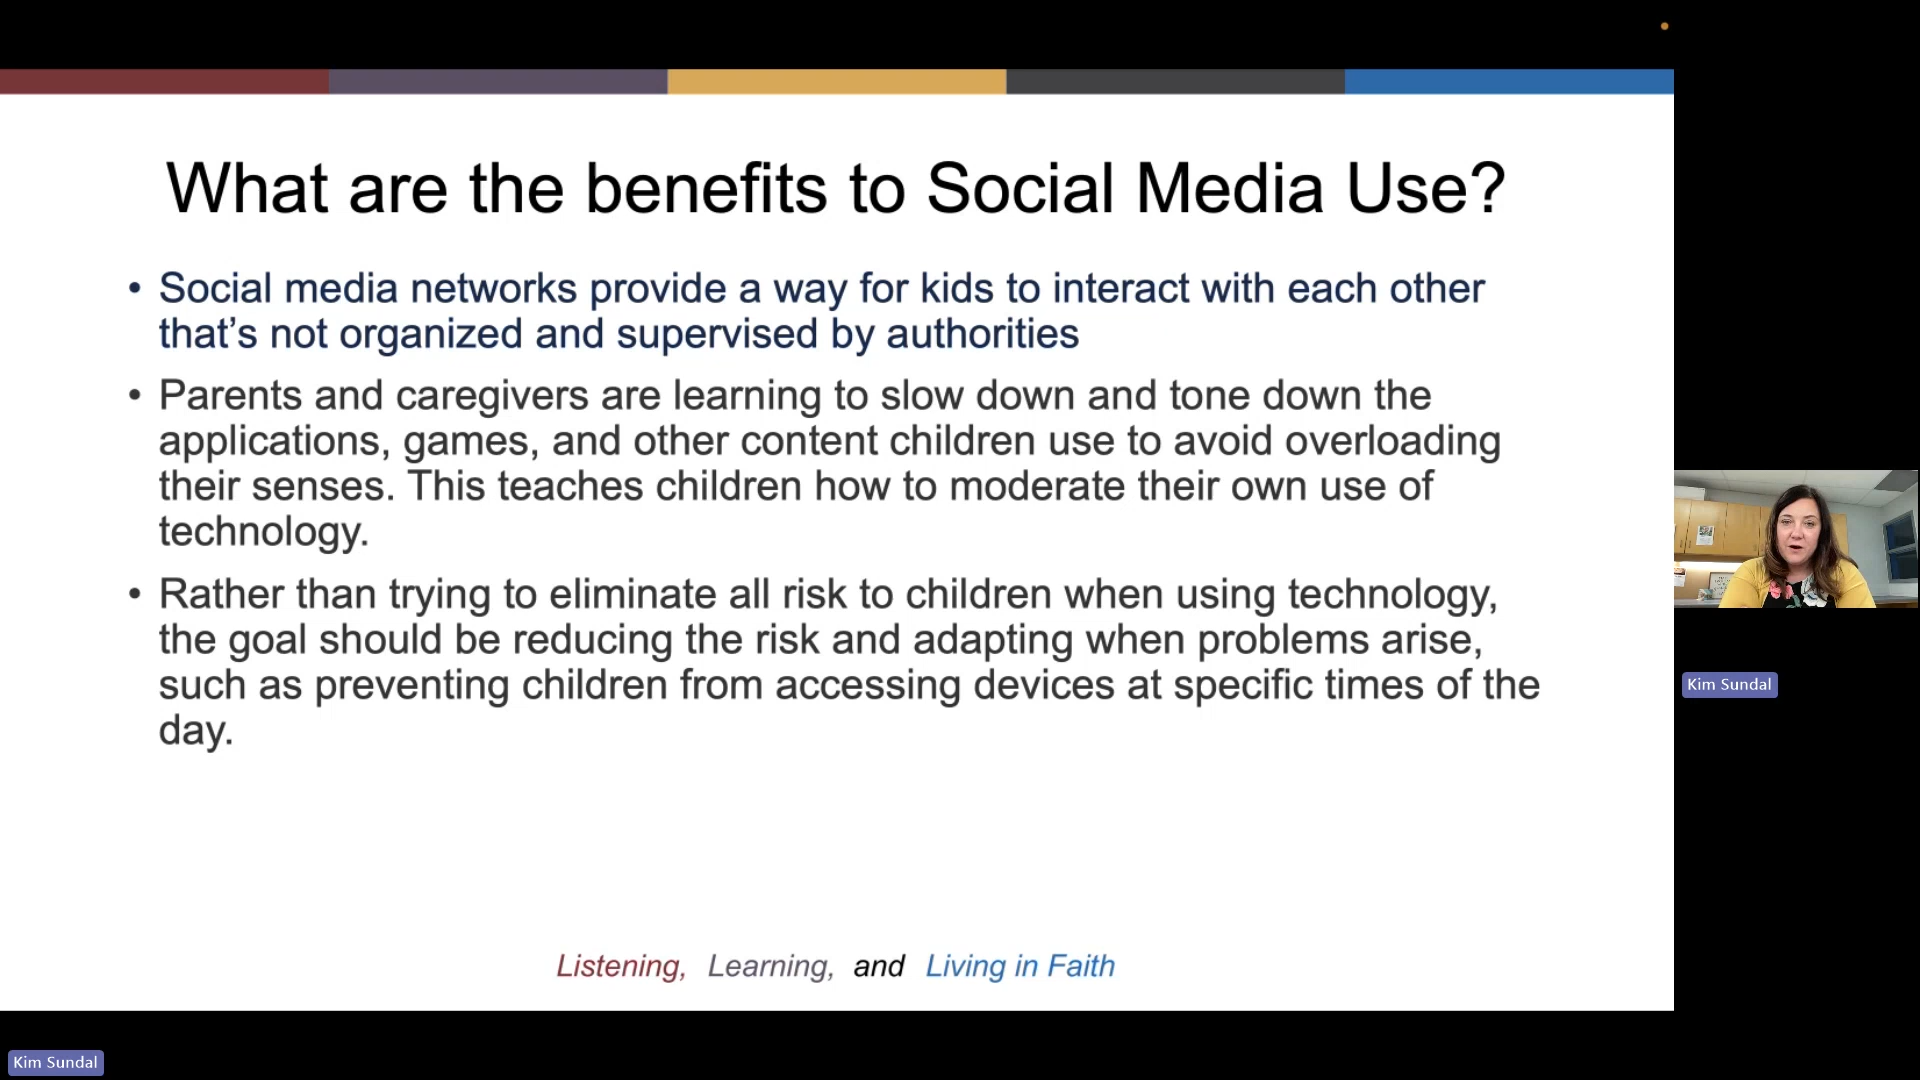 What are the benefits to Social Media Use?
• Social media networks provide a way for kids to interact with each other
that’s not organized and supervised by authorities
• Parents and caregivers are learning to slow down and tone down the
applications, games, and other content children use to avoid overloading
their senses. This teaches children how to moderate their own use of
technology.
• Rather than trying to eliminate all risk to children when using technology,
the goal should be reducing the risk and adapting when problems arise,
such as preventing children from accessing devices at specific times of the
day.
Listening, Learning, and Living in Faith
Kim Sundal
Kim Sundal